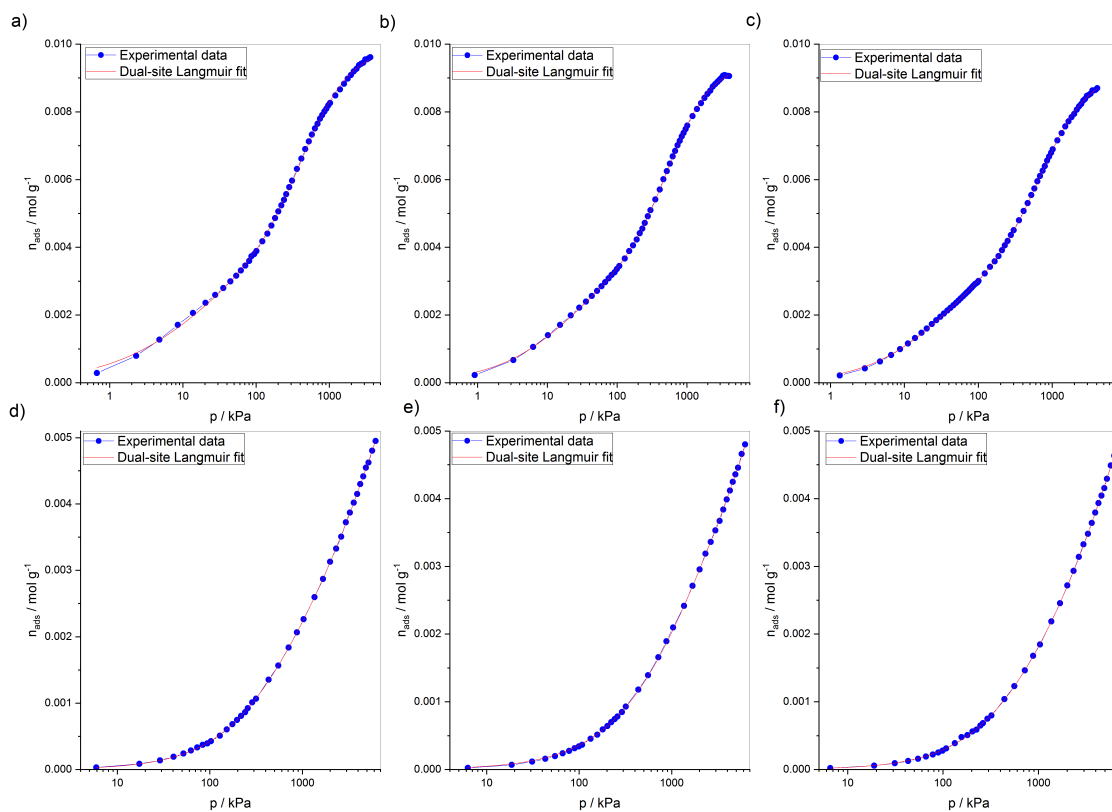 a)
Experimental data
Dual-site Langmuir fit
0.010
0.008
0.006
0.004
0.002
0.000
n_ads / mol g⁻¹
1 10 100 1000
p / kPa
b)
Experimental data
Dual-site Langmuir fit
0.010
0.008
0.006
0.004
0.002
0.000
n_ads / mol g⁻¹
1 10 100 1000
p / kPa
c)
Experimental data
Dual-site Langmuir fit
0.010
0.008
0.006
0.004
0.002
0.000
n_ads / mol g⁻¹
1 10 100 1000
p / kPa
d)
Experimental data
Dual-site Langmuir fit
0.005
0.004
0.003
0.002
0.001
0.000
n_ads / mol g⁻¹
10 100 1000
p / kPa
e)
Experimental data
Dual-site Langmuir fit
0.005
0.004
0.003
0.002
0.001
0.000
n_ads / mol g⁻¹
10 100 1000
p / kPa
f)
Experimental data
Dual-site Langmuir fit
0.005
0.004
0.003
0.002
0.001
0.000
n_ads / mol g⁻¹
10 100 1000
p / kPa